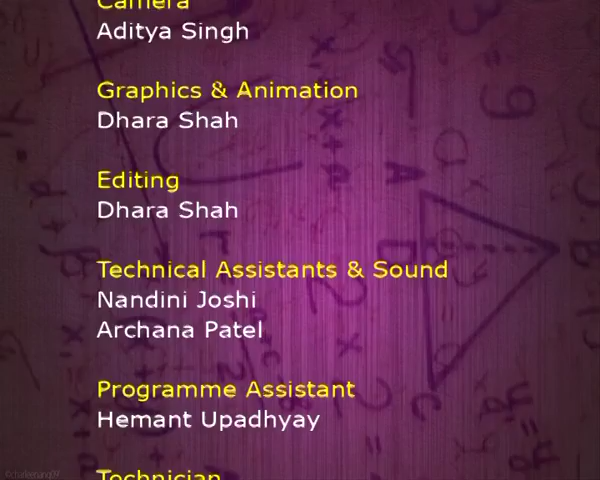 Camera
Aditya Singh
Graphics & Animation
Dhara Shah
Editing
Dhara Shah
Technical Assistants & Sound
Nandini Joshi
Archana Patel
Programme Assistant
Hemant Upadhyay
Technician